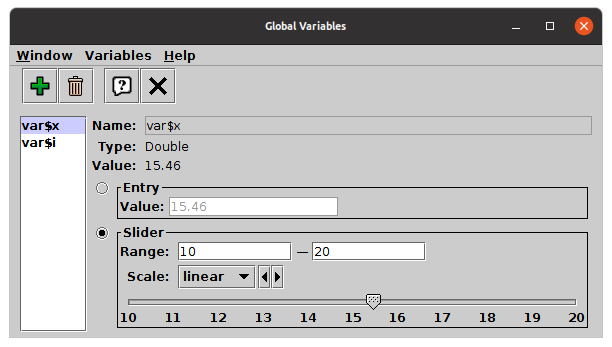 Global Variables
Window Variables Help
var$x
var$i
Name: var$x
Type: Double
Value: 15.46
Entry
Value: 15.46
Slider
Range: 10 — 20
Scale: linear
10 11 12 13 14 15 16 17 18 19 20